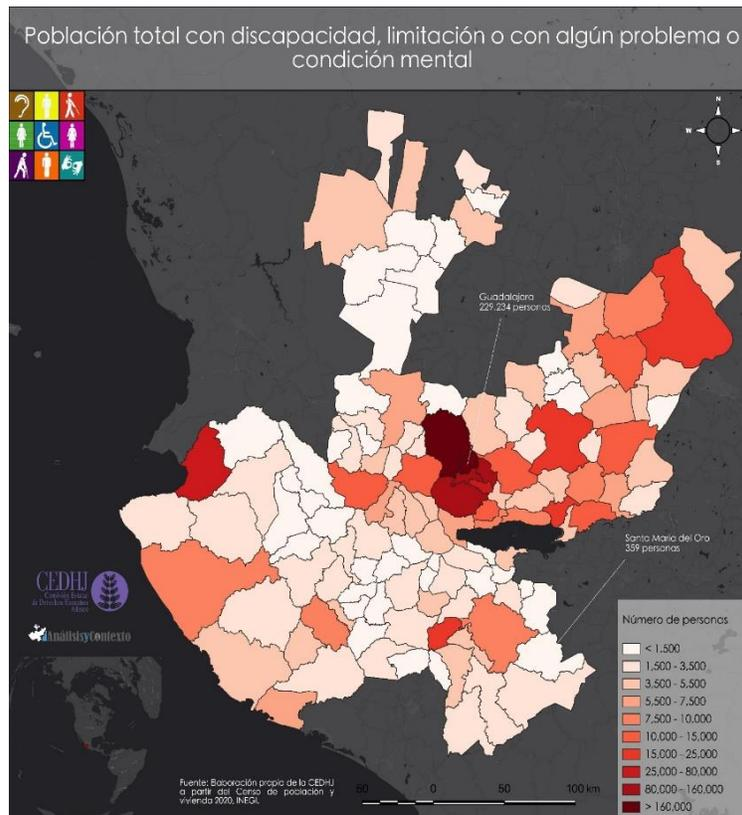 Población total con discapacidad, limitación o con algún problema o
condición mental
N
W
S
Guadalajara
229,234 personas
Santa María del Oro
359 personas
CEDHJ
Comisión Estatal
de Derechos Humanos
Jalisco
AnálisisyContexto
Número de personas
< 1,500
1,500 - 3,500
3,500 - 5,500
5,500 - 7,500
7,500 - 10,000
10,000 - 15,000
15,000 - 25,000
25,000 - 80,000
80,000 - 160,000
> 160,000
Fuente: Elaboración propia de la CEDHJ
a partir del Censo de población y
vivienda 2020, INEGI.
50 0 50 100 km